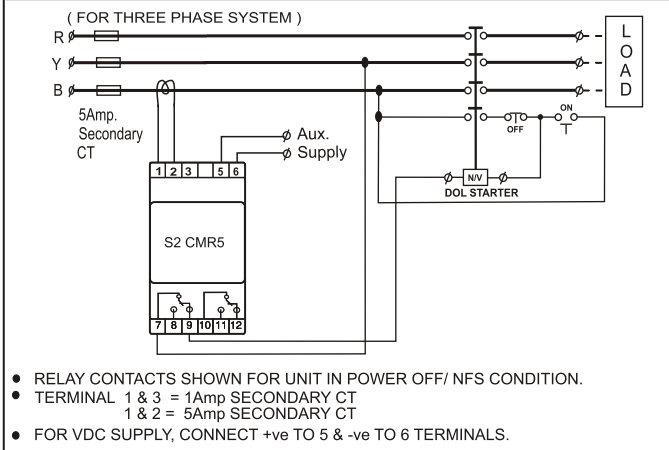 ( FOR THREE PHASE SYSTEM )
R
Y
B
L
O
A
D
5Amp.
Secondary
CT
Aux.
Supply
OFF
ON
N/V
DOL STARTER
1 2 3 5 6
S2 CMR5
7 8 9 10 11 12
● RELAY CONTACTS SHOWN FOR UNIT IN POWER OFF/ NFS CONDITION.
● TERMINAL 1 & 3 = 1Amp SECONDARY CT
1 & 2 = 5Amp SECONDARY CT
● FOR VDC SUPPLY, CONNECT +ve TO 5 & -ve TO 6 TERMINALS.